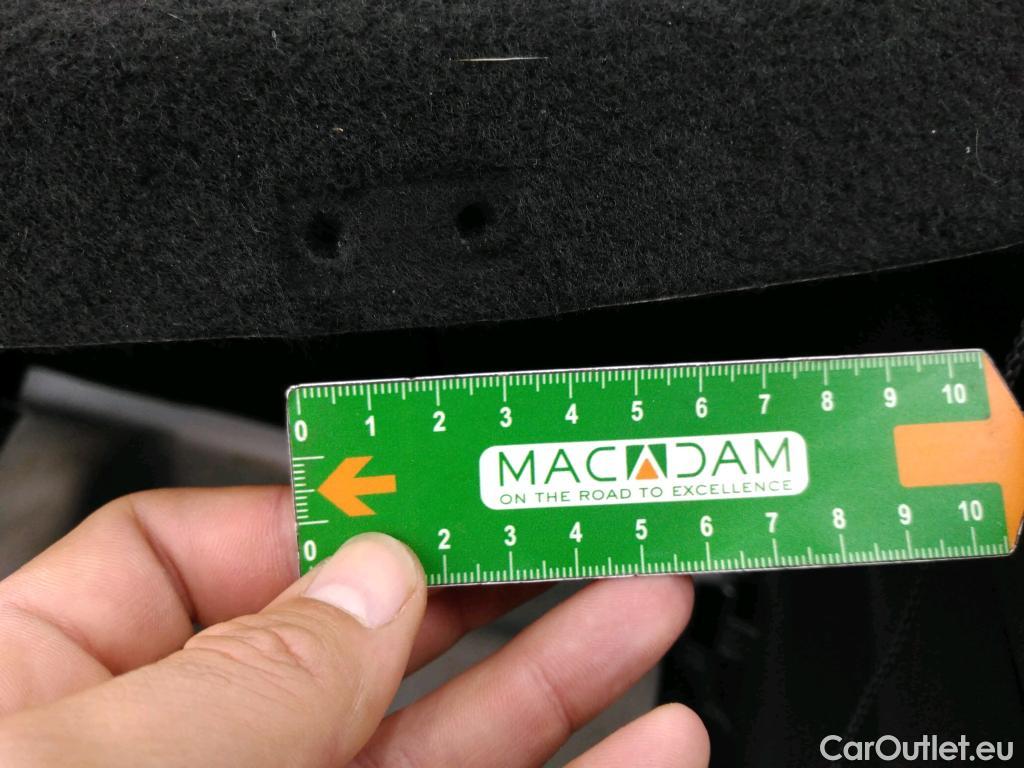 0 1 2 3 4 5 6 7 8 9 10
MACADAM
ON THE ROAD TO EXCELLENCE
0 2 3 4 5 6 7 8 9 10
CarOutlet.eu